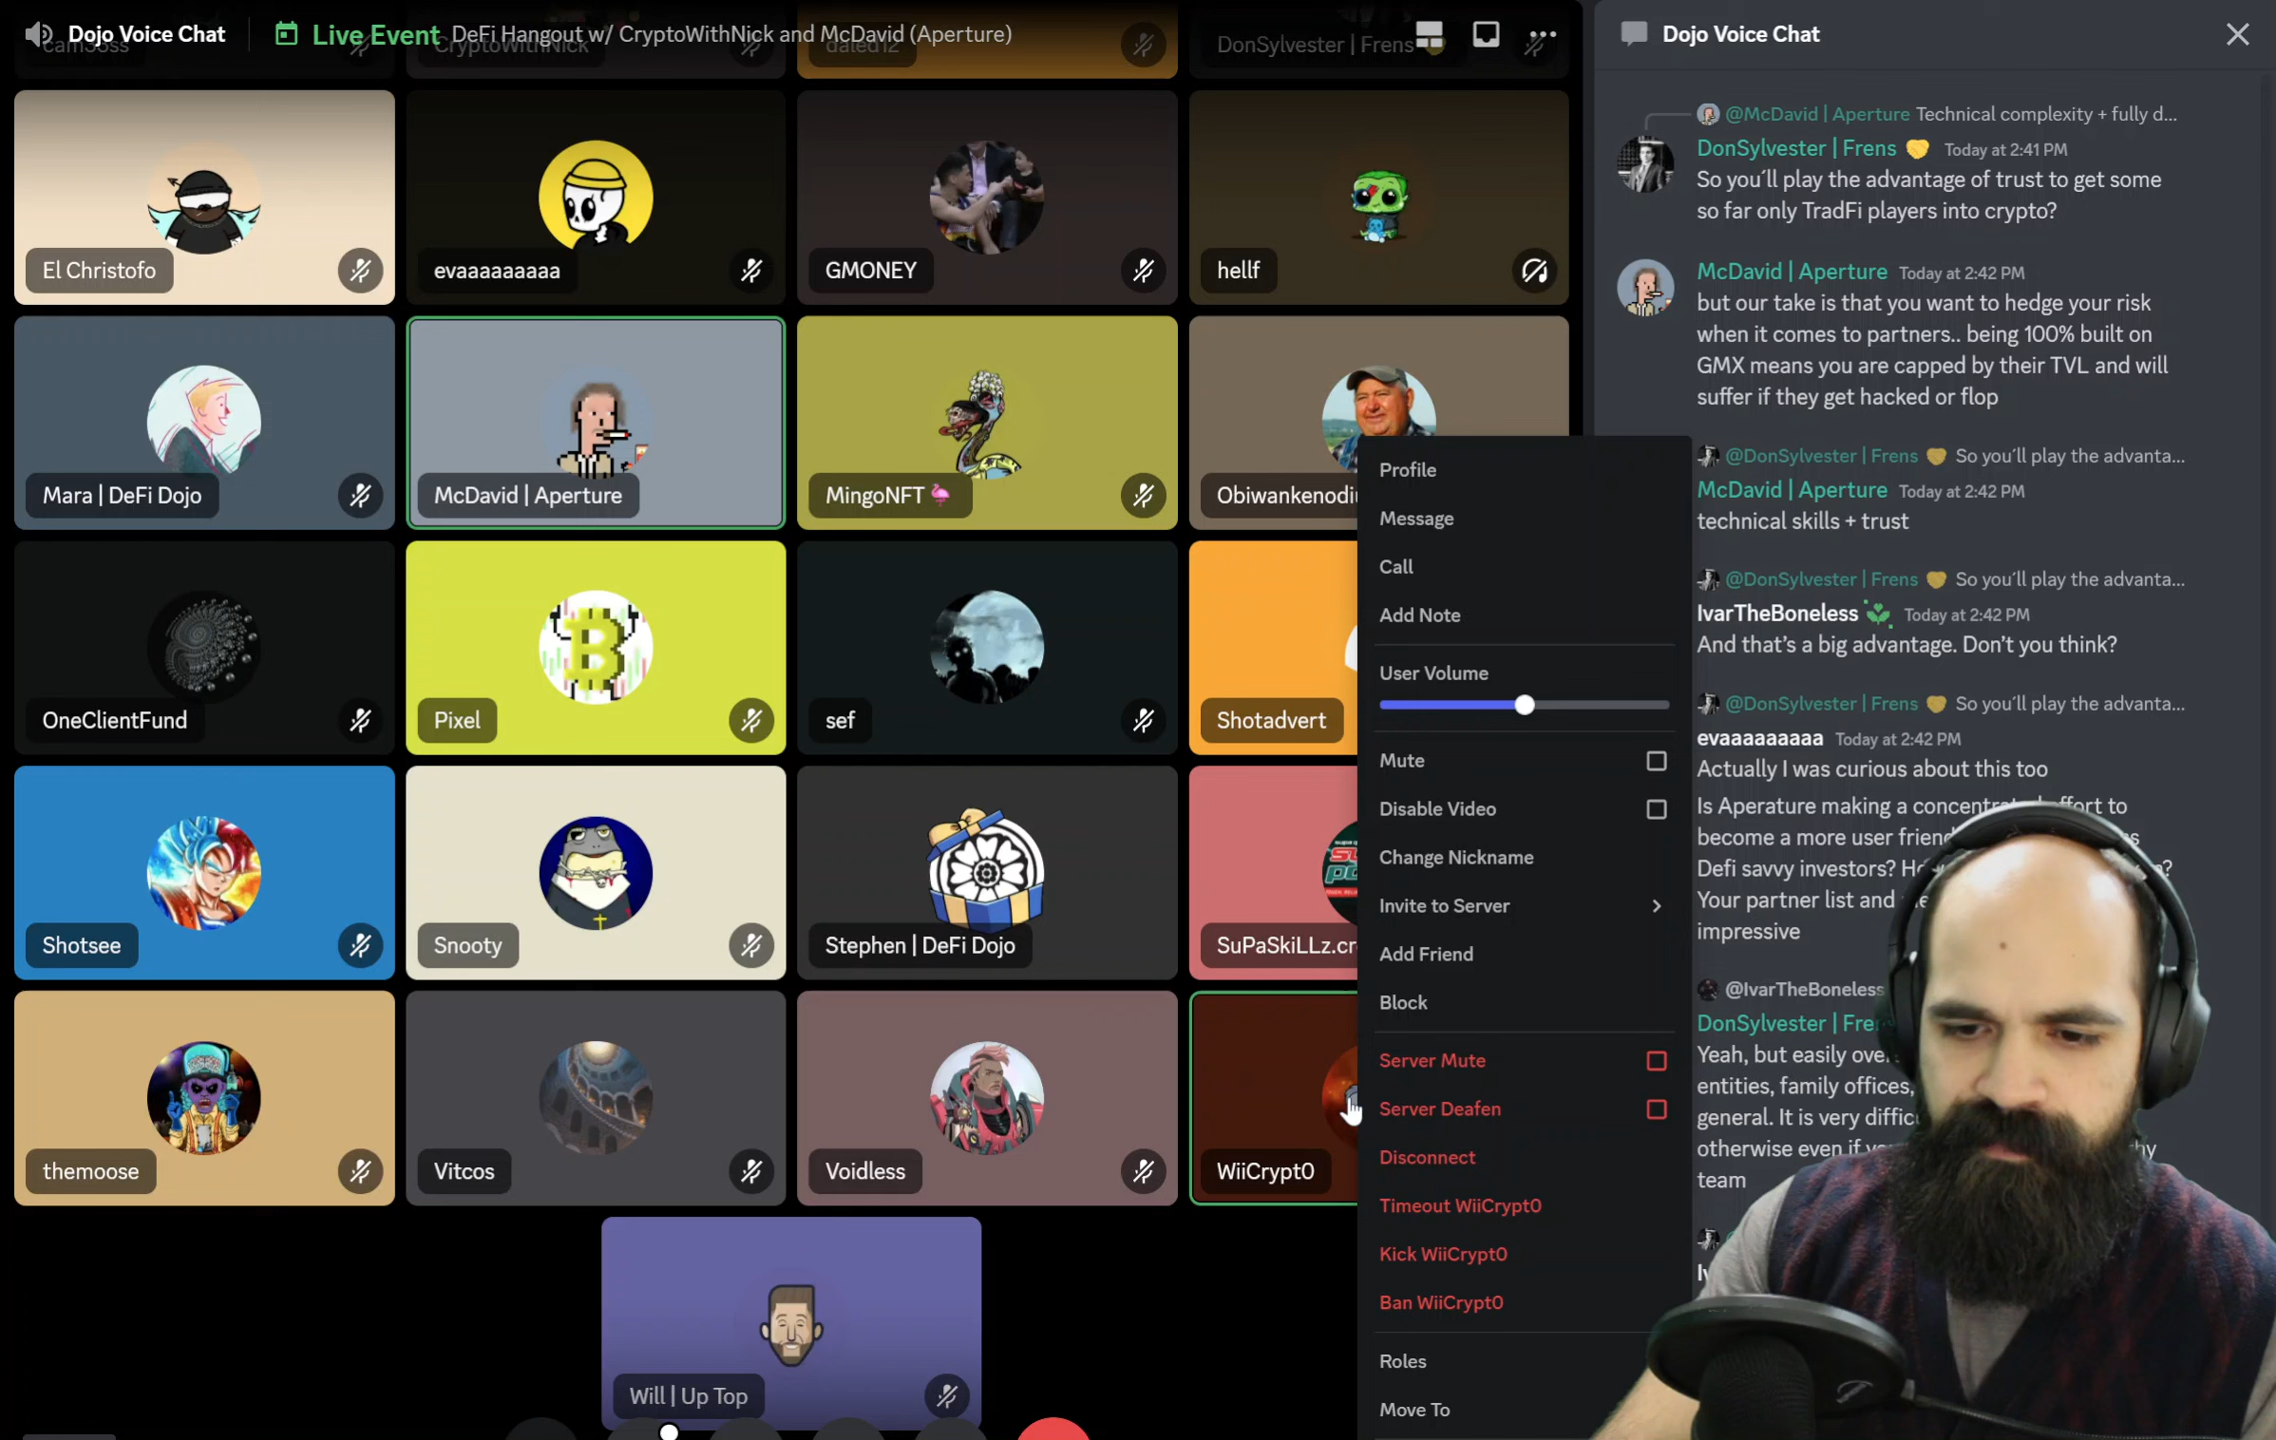 Dojo Voice Chat
Live Event DeFi Hangout w/ CryptoWithNick and McDavid (Aperture)
cam33ss
CryptoWithNick
dated12
DonSylvester | Frens
El Christofo
evaaaaaaaaa
GMONEY
hellf
Mara | DeFi Dojo
McDavid | Aperture
MingoNFT
Obiwankenodi
OneClientFund
Pixel
sef
Shotadvert
Shotsee
Snooty
Stephen | DeFi Dojo
SuPaSkiLLz.cr
themoose
Vitcos
Voidless
WiiCrypt0
Will | Up Top
Profile
Message
Call
Add Note
User Volume
Mute
Disable Video
Change Nickname
Invite to Server
Add Friend
Block
Server Mute
Server Deafen
Disconnect
Timeout WiiCrypt0
Kick WiiCrypt0
Ban WiiCrypt0
Roles
Move To
Dojo Voice Chat
@McDavid | Aperture Technical complexity + fully d...
DonSylvester | Frens Today at 2:41 PM
So you´ll play the advantage of trust to get some
so far only TradFi players into crypto?
McDavid | Aperture Today at 2:42 PM
but our take is that you want to hedge your risk
when it comes to partners.. being 100% built on
GMX means you are capped by their TVL and will
suffer if they get hacked or flop
@DonSylvester | Frens So you´ll play the advanta...
McDavid | Aperture Today at 2:42 PM
technical skills + trust
@DonSylvester | Frens So you´ll play the advanta...
IvarTheBoneless Today at 2:42 PM
And that's a big advantage. Don't you think?
@DonSylvester | Frens So you´ll play the advanta...
evaaaaaaaaa Today at 2:42 PM
Actually I was curious about this too
Is Aperature making a concentrat effort to
become a more user frien
Defi savvy investors?
Your partner list and
impressive
@IvarTheBoneless
DonSylvester | Fre
Yeah, but easily ove
entities, family offices,
general. It is very diffic
otherwise even if
team